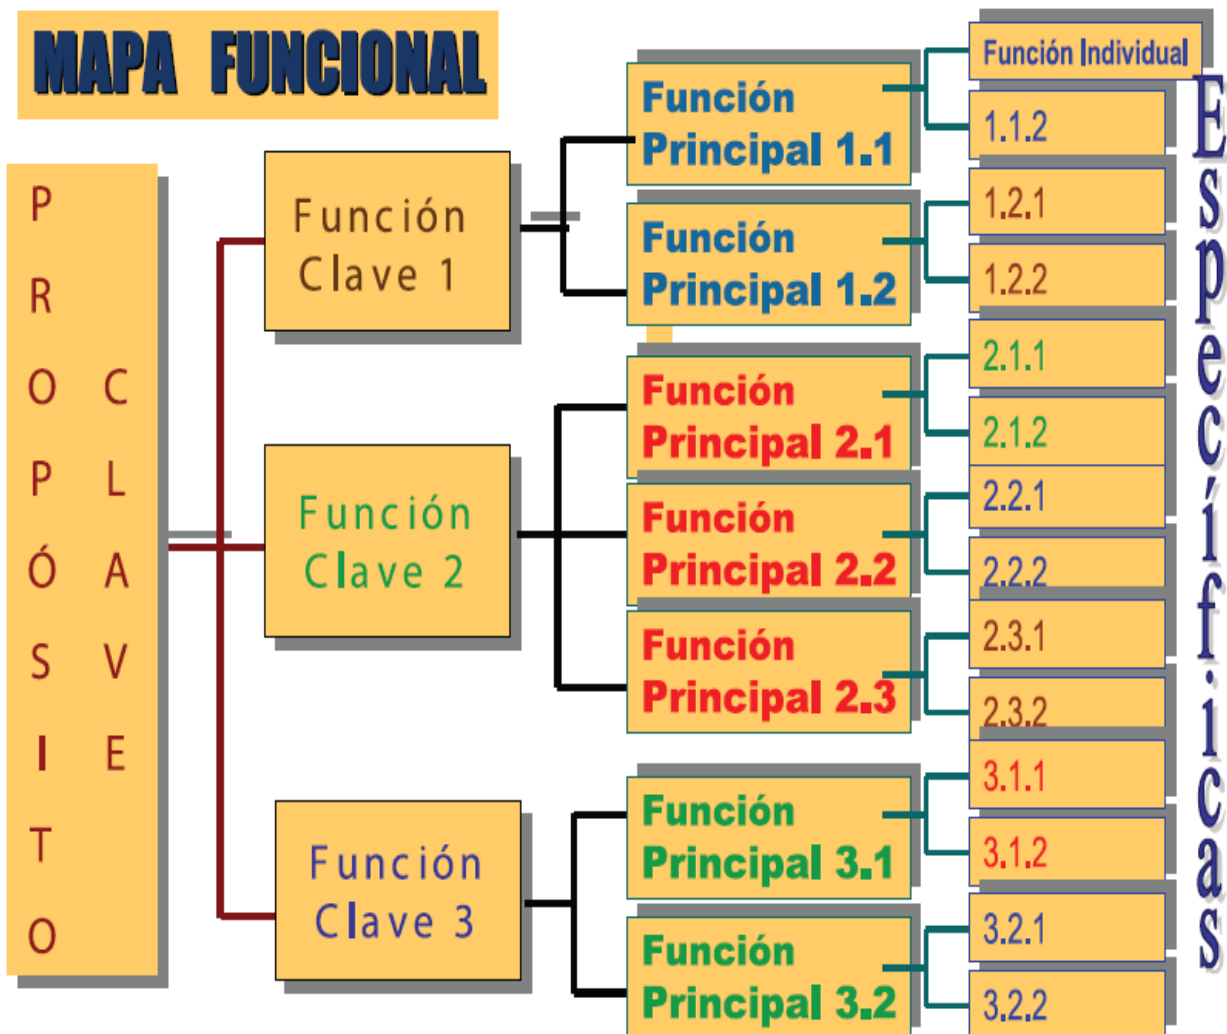 MAPA FUNCIONAL
PROPÓSITO
CLAVE
Función
Clave 1
Función
Clave 2
Función
Clave 3
Función
Principal 1.1
Función
Principal 1.2
Función
Principal 2.1
Función
Principal 2.2
Función
Principal 2.3
Función
Principal 3.1
Función
Principal 3.2
Función Individual
1.1.2
1.2.1
1.2.2
2.1.1
2.1.2
2.2.1
2.2.2
2.3.1
2.3.2
3.1.1
3.1.2
3.2.1
3.2.2
Específicas